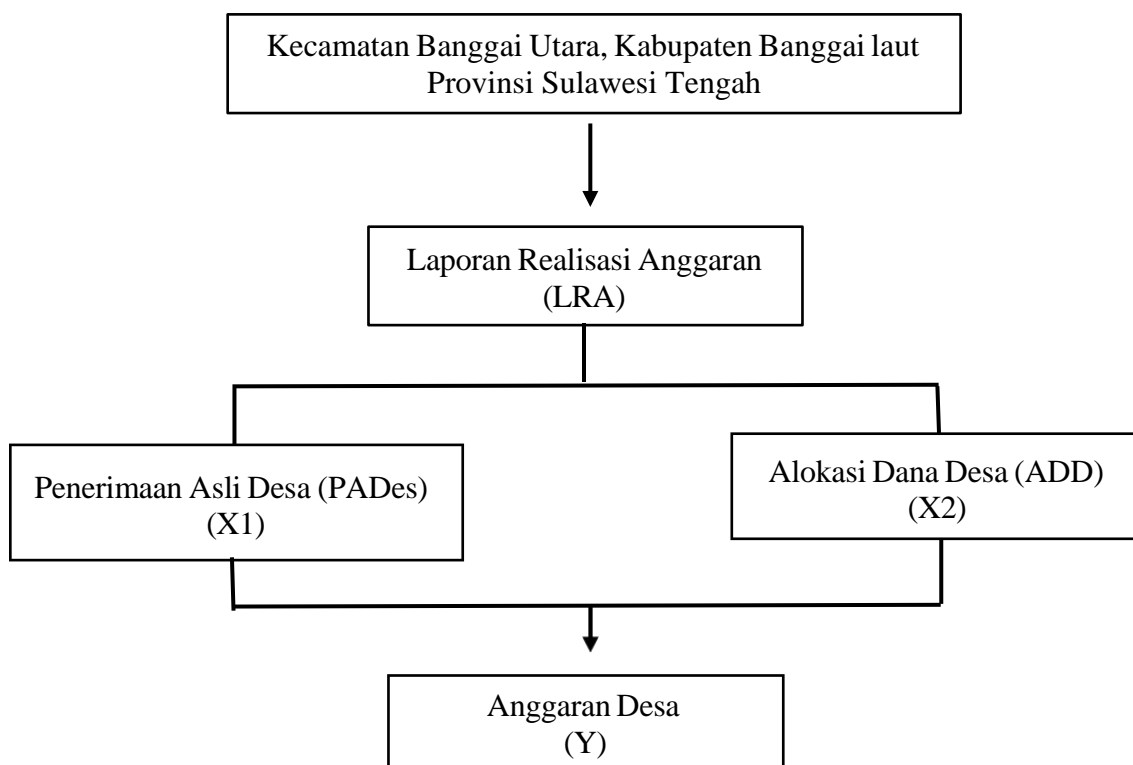 Kecamatan Banggai Utara, Kabupaten Banggai laut
Provinsi Sulawesi Tengah
Laporan Realisasi Anggaran
(LRA)
Penerimaan Asli Desa (PADes)
(X1)
Alokasi Dana Desa (ADD)
(X2)
Anggaran Desa
(Y)